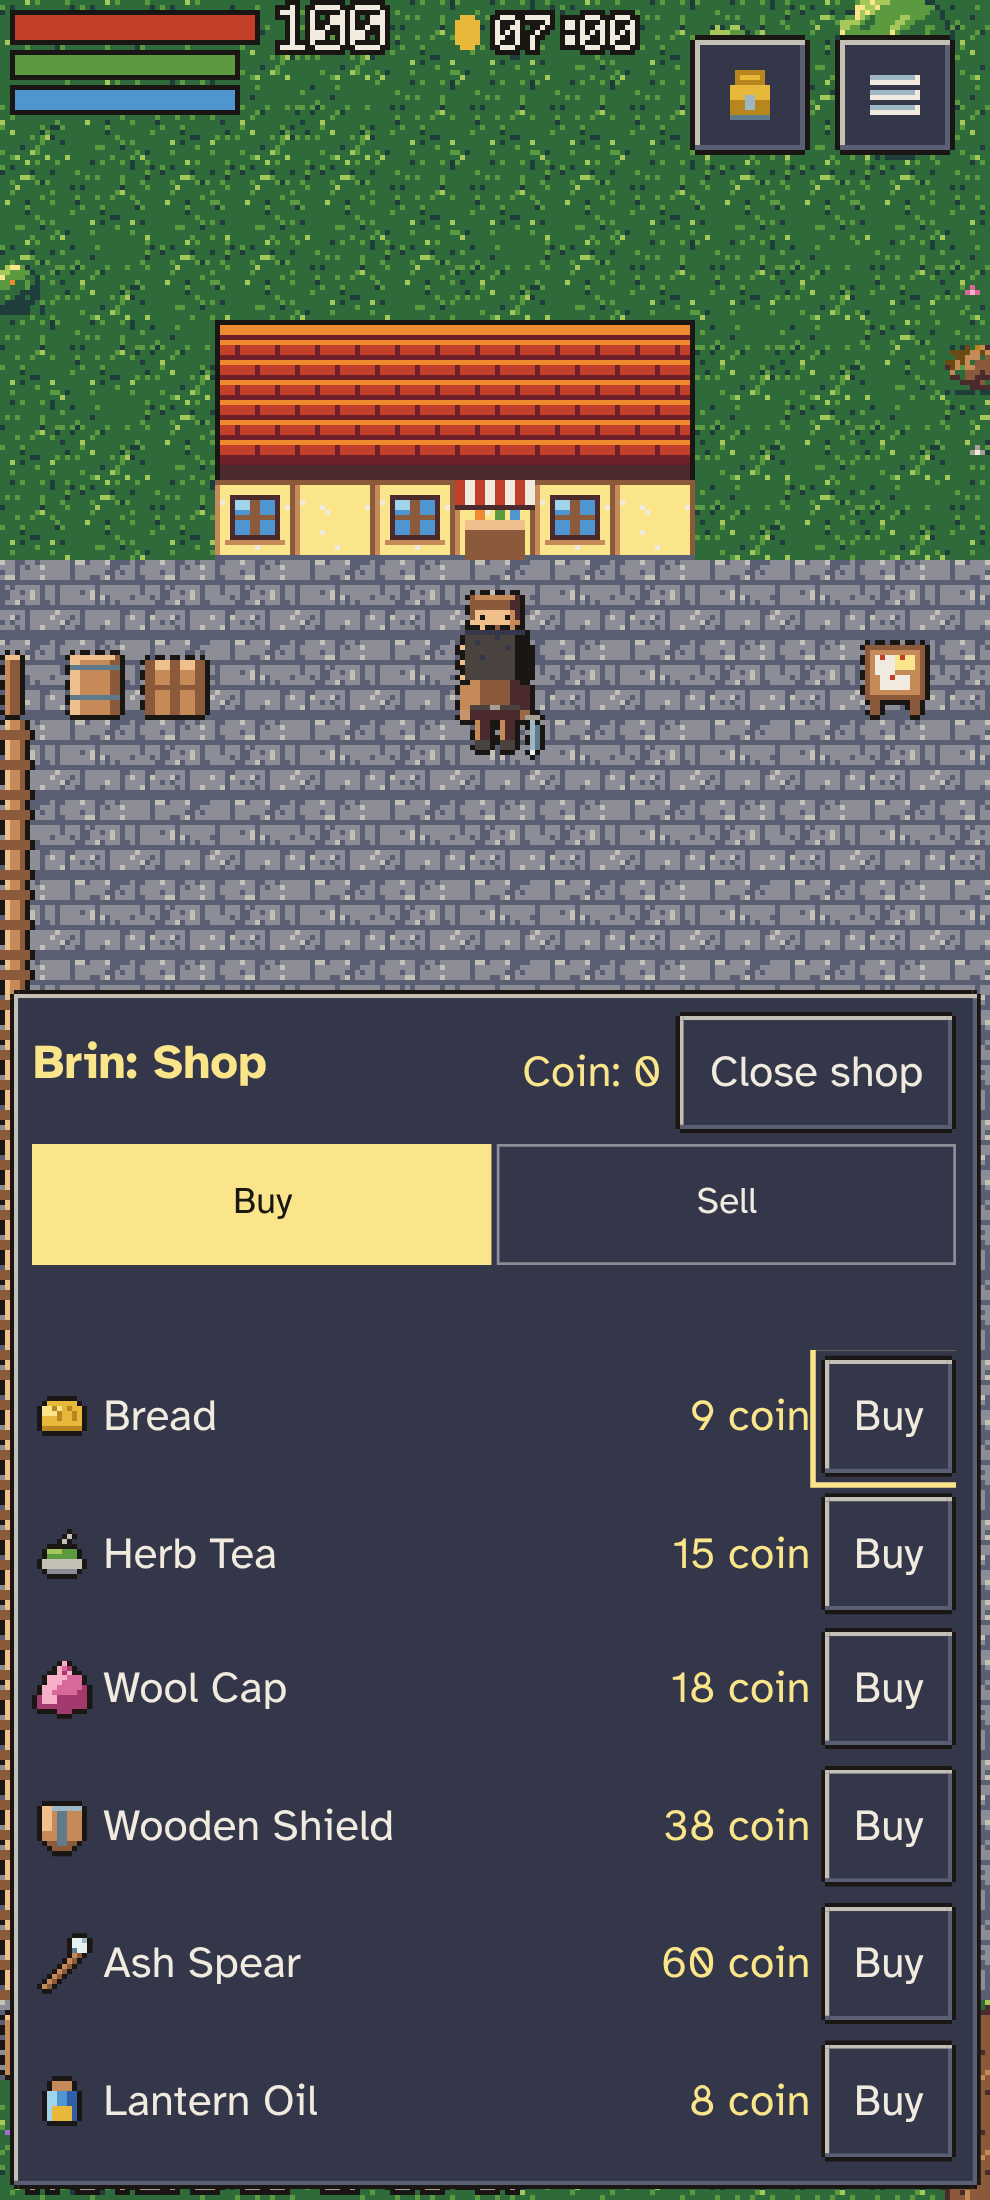 100 07:00
Brin: Shop
Coin: 0
Close shop
Buy
Sell
Bread 9 coin Buy
Herb Tea 15 coin Buy
Wool Cap 18 coin Buy
Wooden Shield 38 coin Buy
Ash Spear 60 coin Buy
Lantern Oil 8 coin Buy